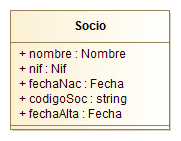 Socio
+ nombre : Nombre
+ nif : Nif
+ fechaNac : Fecha
+ codigoSoc : string
+ fechaAlta : Fecha